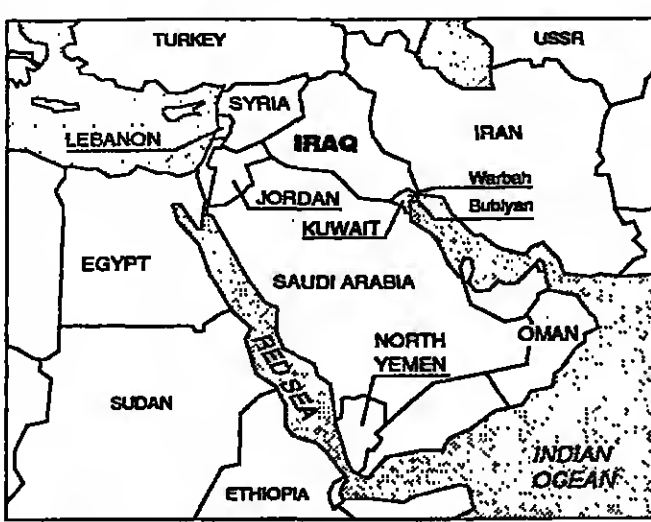 TURKEY
USSR
SYRIA
LEBANON
IRAQ
IRAN
Warbah
Bubiyan
JORDAN
KUWAIT
EGYPT
SAUDI ARABIA
NORTH
YEMEN
OMAN
RED SEA
SUDAN
INDIAN
OCEAN
ETHIOPIA